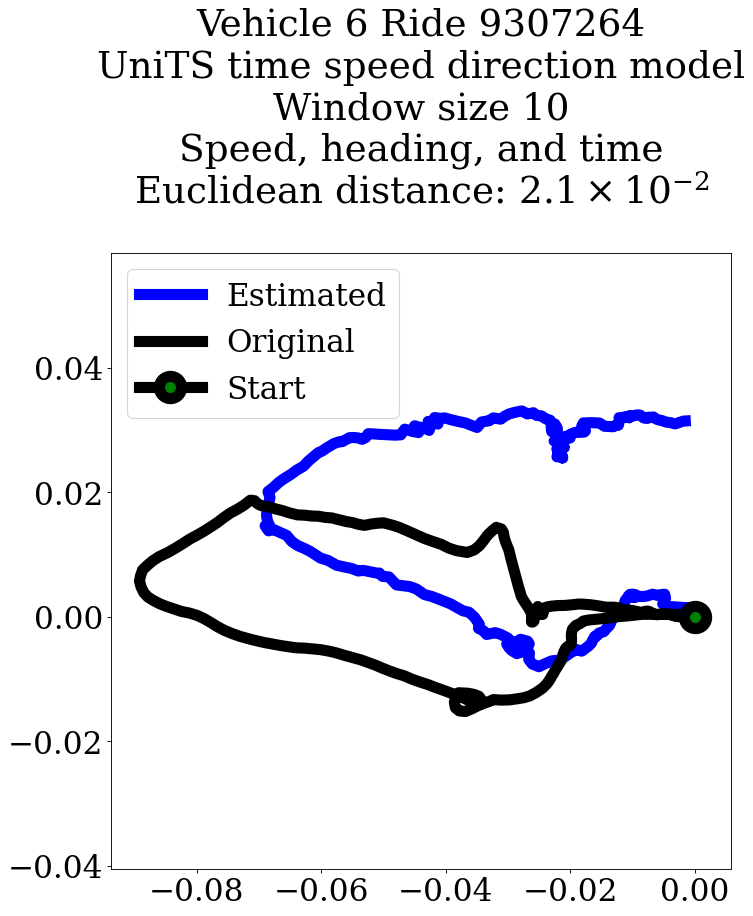 Vehicle 6 Ride 9307264
UniTS time speed direction model
Window size 10
Speed, heading, and time
Euclidean distance: 2.1 × 10⁻²
Estimated
Original
Start
0.04
0.02
0.00
−0.02
−0.04
−0.08 −0.06 −0.04 −0.02 0.00